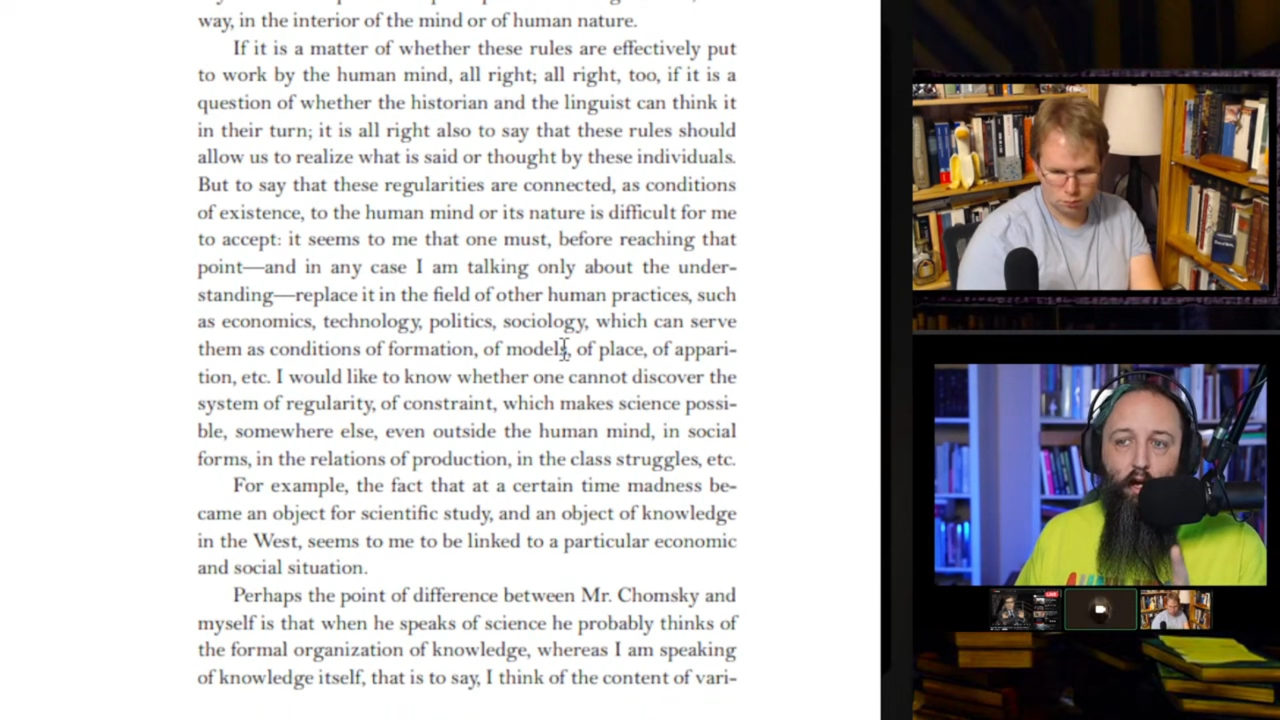 way, in the interior of the mind or of human nature.
If it is a matter of whether these rules are effectively put
to work by the human mind, all right; all right, too, if it is a
question of whether the historian and the linguist can think it
in their turn; it is all right also to say that these rules should
allow us to realize what is said or thought by these individuals.
But to say that these regularities are connected, as conditions
of existence, to the human mind or its nature is difficult for me
to accept: it seems to me that one must, before reaching that
point—and in any case I am talking only about the under-
standing—replace it in the field of other human practices, such
as economics, technology, politics, sociology, which can serve
them as conditions of formation, of models, of place, of appari-
tion, etc. I would like to know whether one cannot discover the
system of regularity, of constraint, which makes science possi-
ble, somewhere else, even outside the human mind, in social
forms, in the relations of production, in the class struggles, etc.
For example, the fact that at a certain time madness be-
came an object for scientific study, and an object of knowledge
in the West, seems to me to be linked to a particular economic
and social situation.
Perhaps the point of difference between Mr. Chomsky and
myself is that when he speaks of science he probably thinks of
the formal organization of knowledge, whereas I am speaking
of knowledge itself, that is to say, I think of the content of vari-